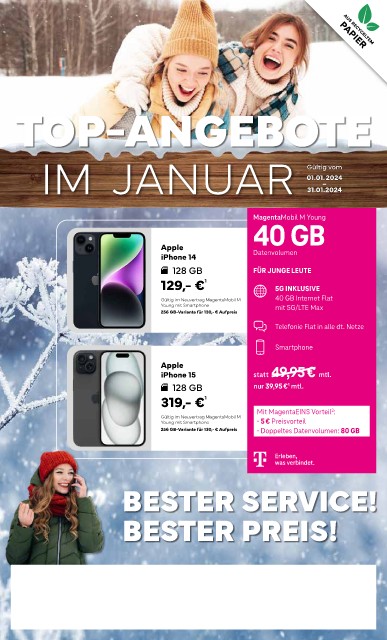 AUS RECYCELTEM
PAPIER
TOP-ANGEBOTE
IM JANUAR
Gültig vom
01.01.2024
–
31.01.2024
Apple
iPhone 14
128 GB
129,- €¹
Gültig im Neuvertrag MagentaMobil M
Young mit Smartphone
256 GB-Variante für 130,- € Aufpreis
Apple
iPhone 15
128 GB
319,- €¹
Gültig im Neuvertrag MagentaMobil M
Young mit Smartphone
256 GB-Variante für 130,- € Aufpreis
MagentaMobil M Young
40 GB
Datenvolumen
FÜR JUNGE LEUTE
5G INKLUSIVE
40 GB Internet Flat
mit 5G/LTE Max
Telefonie Flat in alle dt. Netze
Smartphone
statt 49,95 € mtl.
nur 39,95 €¹ mtl.
Mit MagentaEINS Vorteil²:
- 5 € Preisvorteil
- Doppeltes Datenvolumen: 80 GB
T
Erleben,
was verbindet.
BESTER SERVICE!
BESTER PREIS!